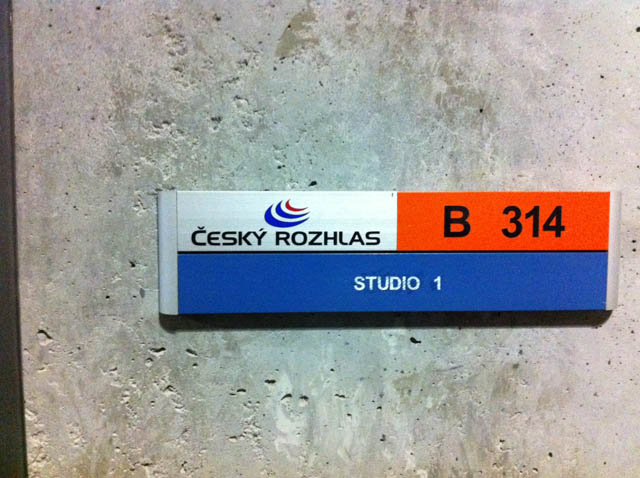 ČESKÝ ROZHLAS
B 314
STUDIO 1